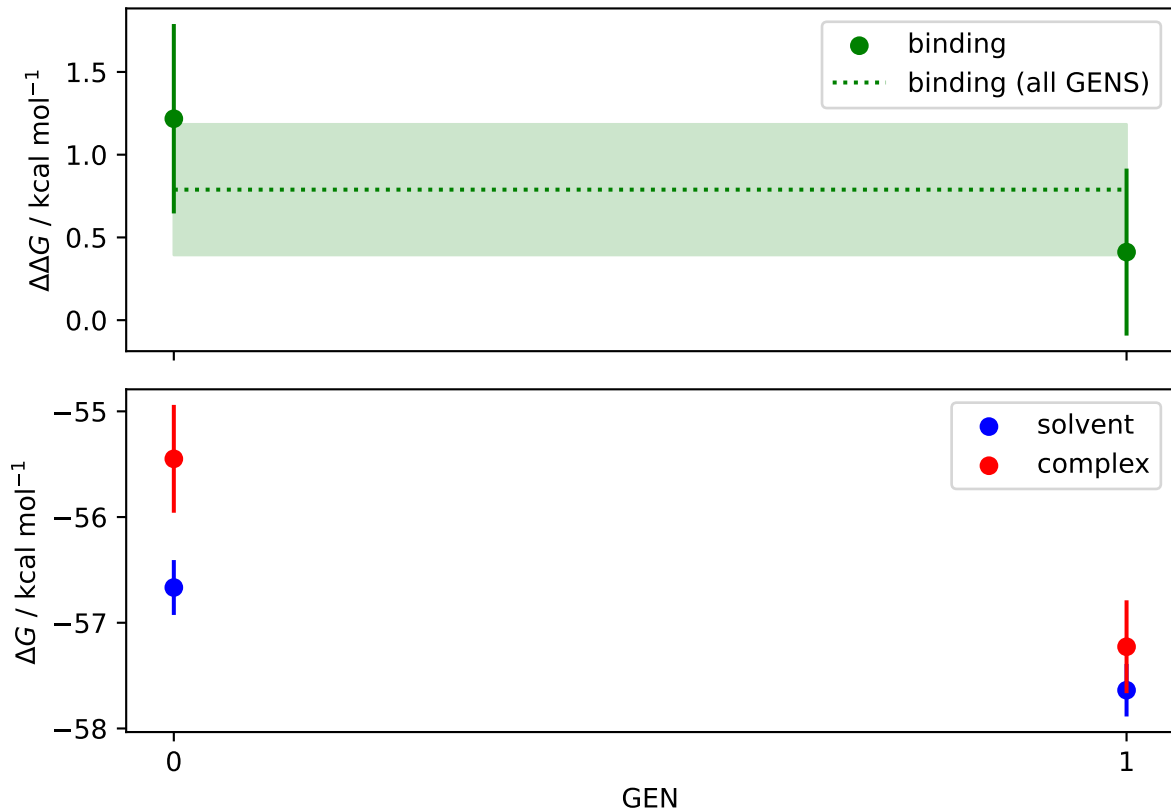 binding
binding (all GENS)
ΔΔG / kcal mol⁻¹
1.5
1.0
0.5
0.0
solvent
complex
ΔG / kcal mol⁻¹
−55
−56
−57
−58
0
1
GEN